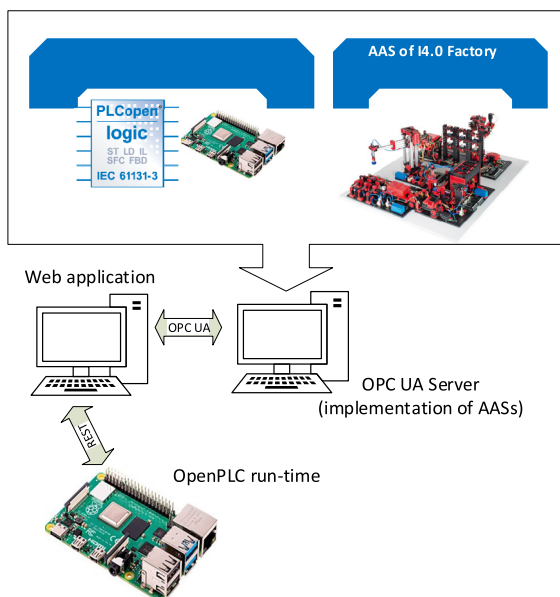 AAS of I4.0 Factory
PLCopen®
logic
ST LD IL
SFC FBD
IEC 61131-3
Web application
OPC UA
OPC UA Server
(implementation of AASs)
REST
OpenPLC run-time